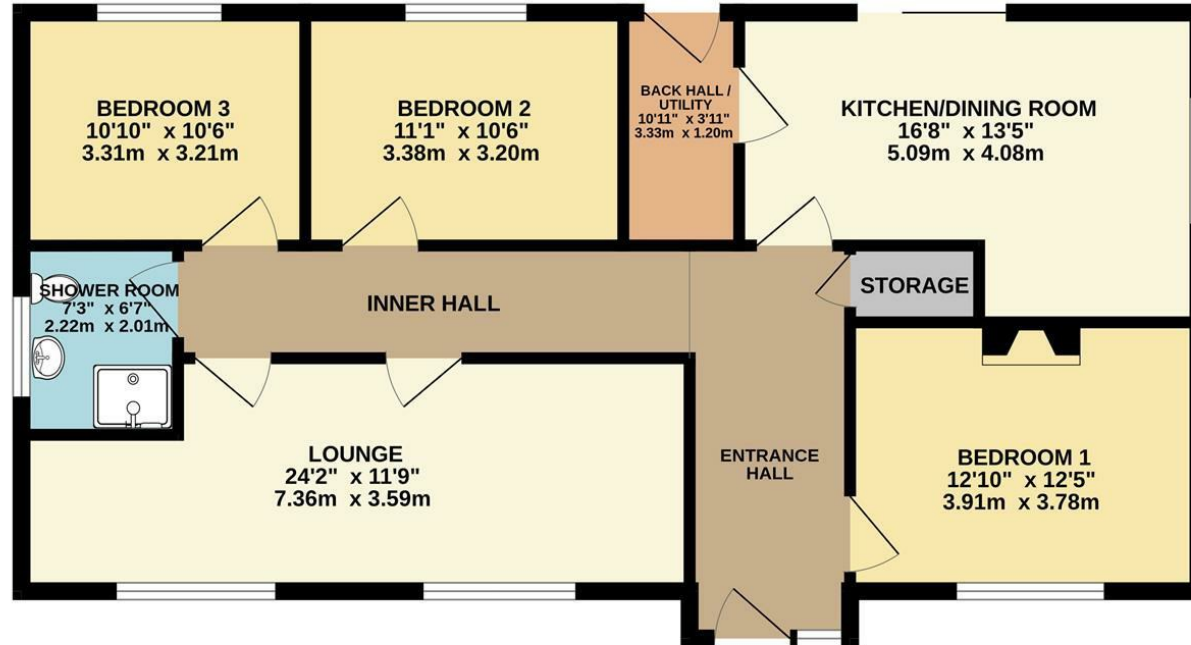 BEDROOM 3
10'10" x 10'6"
3.31m x 3.21m
BEDROOM 2
11'1" x 10'6"
3.38m x 3.20m
BACK HALL /
UTILITY
10'11" x 3'11"
3.33m x 1.20m
KITCHEN/DINING ROOM
16'8" x 13'5"
5.09m x 4.08m
SHOWER ROOM
7'3" x 6'7"
2.22m x 2.01m
INNER HALL
STORAGE
LOUNGE
24'2" x 11'9"
7.36m x 3.59m
ENTRANCE
HALL
BEDROOM 1
12'10" x 12'5"
3.91m x 3.78m